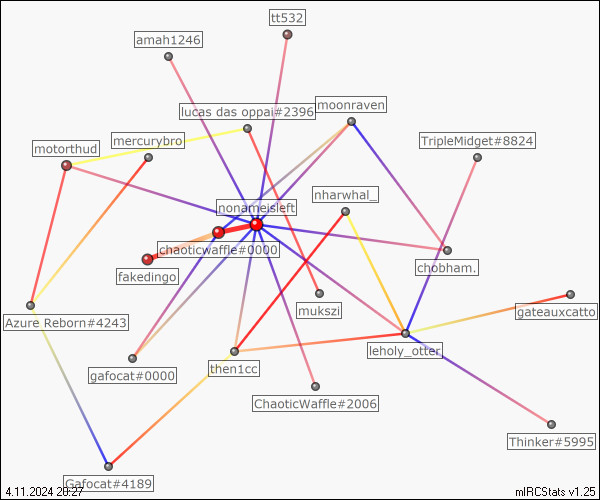 tt532
amah1246
moonraven
lucas das oppai#2396
mercurybro
TripleMidget#8824
motorthud
nharwhal_
nonameisleft
chaoticwaffle#0000
chobham.
fakedingo
mukszi
gateauxcatto
Azure Reborn#4243
leholy_otter
then1cc
gafocat#0000
ChaoticWaffle#2006
Thinker#5995
Gafocat#4189
4.11.2024 20:27
mIRCStats v1.25